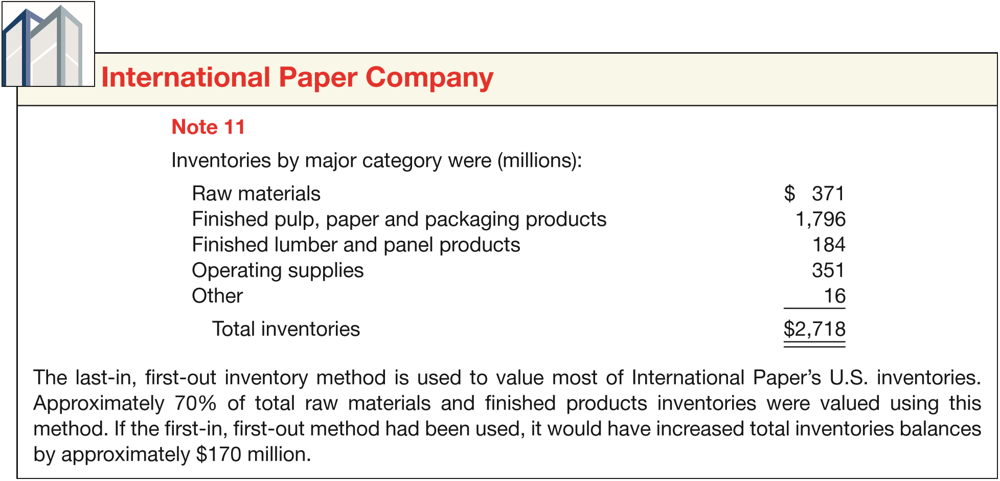 International Paper Company
Note 11
Inventories by major category were (millions):
Raw materials $ 371
Finished pulp, paper and packaging products 1,796
Finished lumber and panel products 184
Operating supplies 351
Other 16
Total inventories $2,718
The last-in, first-out inventory method is used to value most of International Paper’s U.S. inventories.
Approximately 70% of total raw materials and finished products inventories were valued using this
method. If the first-in, first-out method had been used, it would have increased total inventories balances
by approximately $170 million.